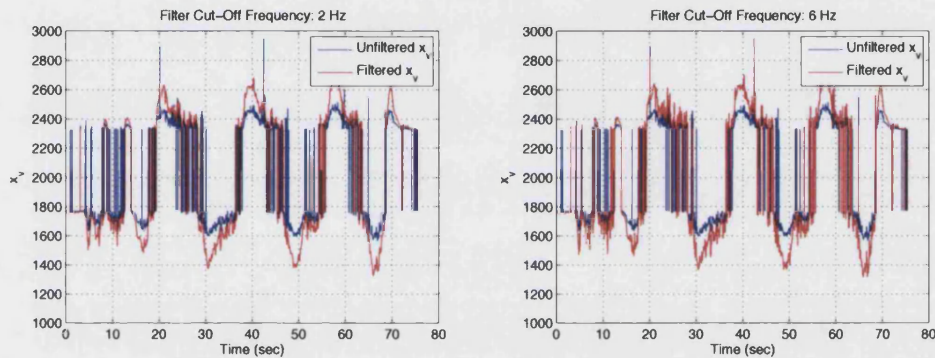 Filter Cut-Off Frequency: 2 Hz
3000
2800
2600
2400
2200
2000
1800
1600
1400
1200
1000
x_v
Unfiltered x_v
Filtered x_v
0 10 20 30 40 50 60 70 80
Time (sec)
Filter Cut-Off Frequency: 6 Hz
3000
2800
2600
2400
2200
2000
1800
1600
1400
1200
1000
x_v
Unfiltered x_v
Filtered x_v
0 10 20 30 40 50 60 70 80
Time (sec)